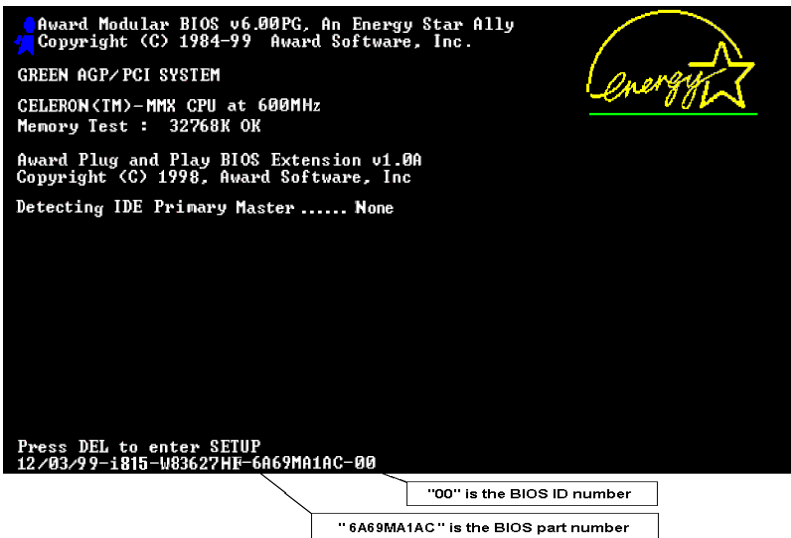 Award Modular BIOS v6.00PG, An Energy Star Ally
Copyright (C) 1984-99 Award Software, Inc.
energy
GREEN AGP/PCI SYSTEM
CELERON(TM)-MMX CPU at 600MHz
Memory Test : 32768K OK
Award Plug and Play BIOS Extension v1.0A
Copyright (C) 1998, Award Software, Inc
Detecting IDE Primary Master ...... None
Press DEL to enter SETUP
12/03/99-i815-W83627HF-6A69MA1AC-00
"00" is the BIOS ID number
"6A69MA1AC" is the BIOS part number